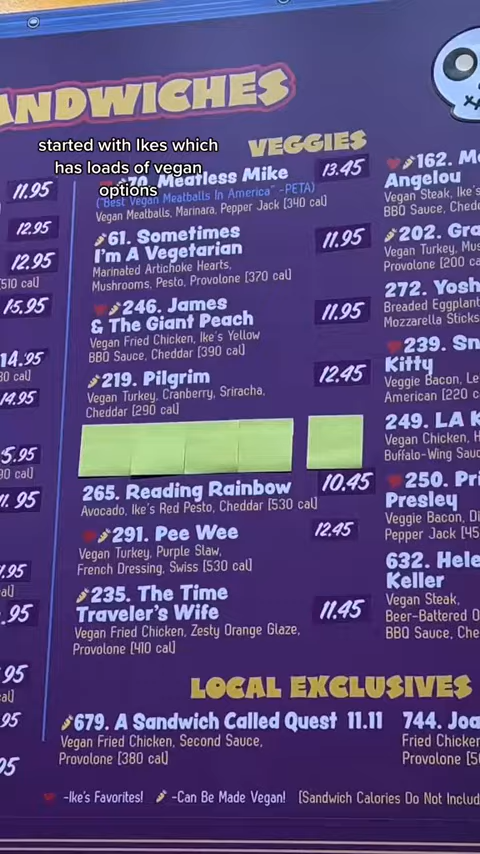 ANDWICHES
started with Ikes which
has loads of vegan
options
VEGGIES
11.95
12.95
12.95
510 cal]
15.95
14.95
80 cal]
14.95
5.95
90 cal]
11.95
.95
cal]
.95
.95
cal]
.95
95
70. Meatless Mike 13.45
("Best Vegan Meatballs In America" -PETA)
Vegan Meatballs, Marinara, Pepper Jack [340 cal]
61. Sometimes
I'm A Vegetarian 11.95
Marinated Artichoke Hearts,
Mushrooms, Pesto, Provolone [370 cal]
246. James
& The Giant Peach 11.95
Vegan Fried Chicken, Ike's Yellow
BBQ Sauce, Cheddar [390 cal]
219. Pilgrim 12.45
Vegan Turkey, Cranberry, Sriracha,
Cheddar [290 cal]
265. Reading Rainbow 10.45
Avocado, Ike's Red Pesto, Cheddar [530 cal]
291. Pee Wee 12.45
Vegan Turkey, Purple Slaw,
French Dressing, Swiss [530 cal]
235. The Time
Traveler's Wife 11.45
Vegan Fried Chicken, Zesty Orange Glaze,
Provolone [410 cal]
162. M
Angelou
Vegan Steak, Ike's
BBQ Sauce, Ched
202. Gra
Vegan Turkey, Mus
Provolone [200 ca
272. Yosh
Breaded Eggplant
Mozzarella Sticks
239. Sn
Kitty
Veggie Bacon, Le
American [220 c
249. LA K
Vegan Chicken, H
Buffalo-Wing Sauc
250. Pri
Presley
Veggie Bacon, Di
Pepper Jack [45
632. Hele
Keller
Vegan Steak,
Beer-Battered O
BBQ Sauce, Che
LOCAL EXCLUSIVES
679. A Sandwich Called Quest 11.11
Vegan Fried Chicken, Second Sauce,
Provolone [380 cal]
744. Joa
Fried Chicken
Provolone [5
-Ike's Favorites! -Can Be Made Vegan! [Sandwich Calories Do Not Includ